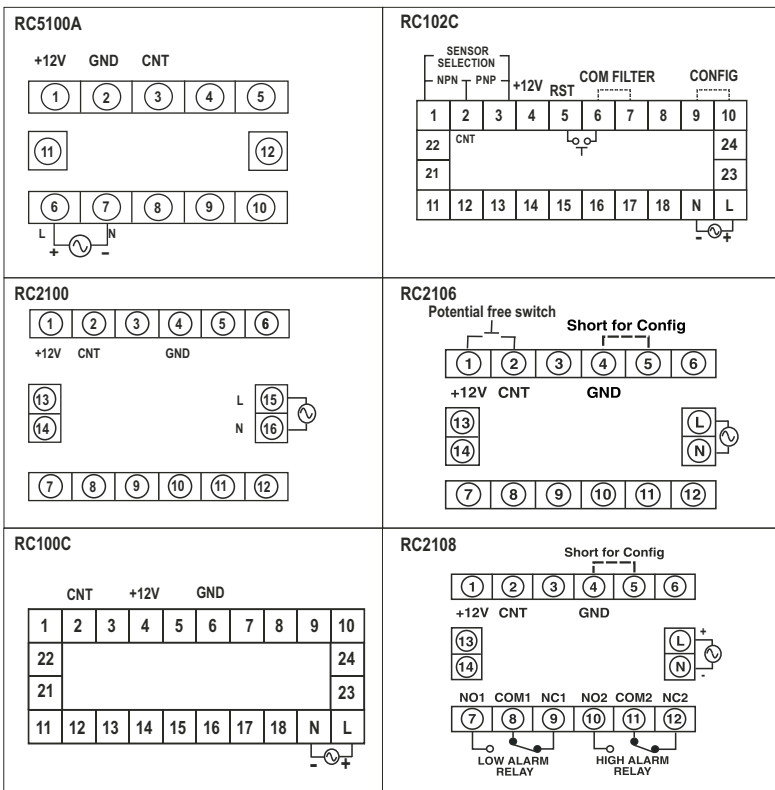 RC5100A
+12V GND CNT
1 2 3 4 5
11 12
6 7 8 9 10
L N
+ -
RC102C
SENSOR
SELECTION
NPN PNP +12V RST COM FILTER CONFIG
1 2 3 4 5 6 7 8 9 10
22 CNT 24
21 23
11 12 13 14 15 16 17 18 N L
- +
RC2100
1 2 3 4 5 6
+12V CNT GND
13 L 15
14 N 16
7 8 9 10 11 12
RC2106
Potential free switch
Short for Config
1 2 3 4 5 6
+12V CNT GND
13 L
14 N
7 8 9 10 11 12
RC100C
CNT +12V GND
1 2 3 4 5 6 7 8 9 10
22 24
21 23
11 12 13 14 15 16 17 18 N L
- +
RC2108
Short for Config
1 2 3 4 5 6
+12V CNT GND
13 L +
14 N -
NO1 COM1 NC1 NO2 COM2 NC2
7 8 9 10 11 12
LOW ALARM HIGH ALARM
RELAY RELAY